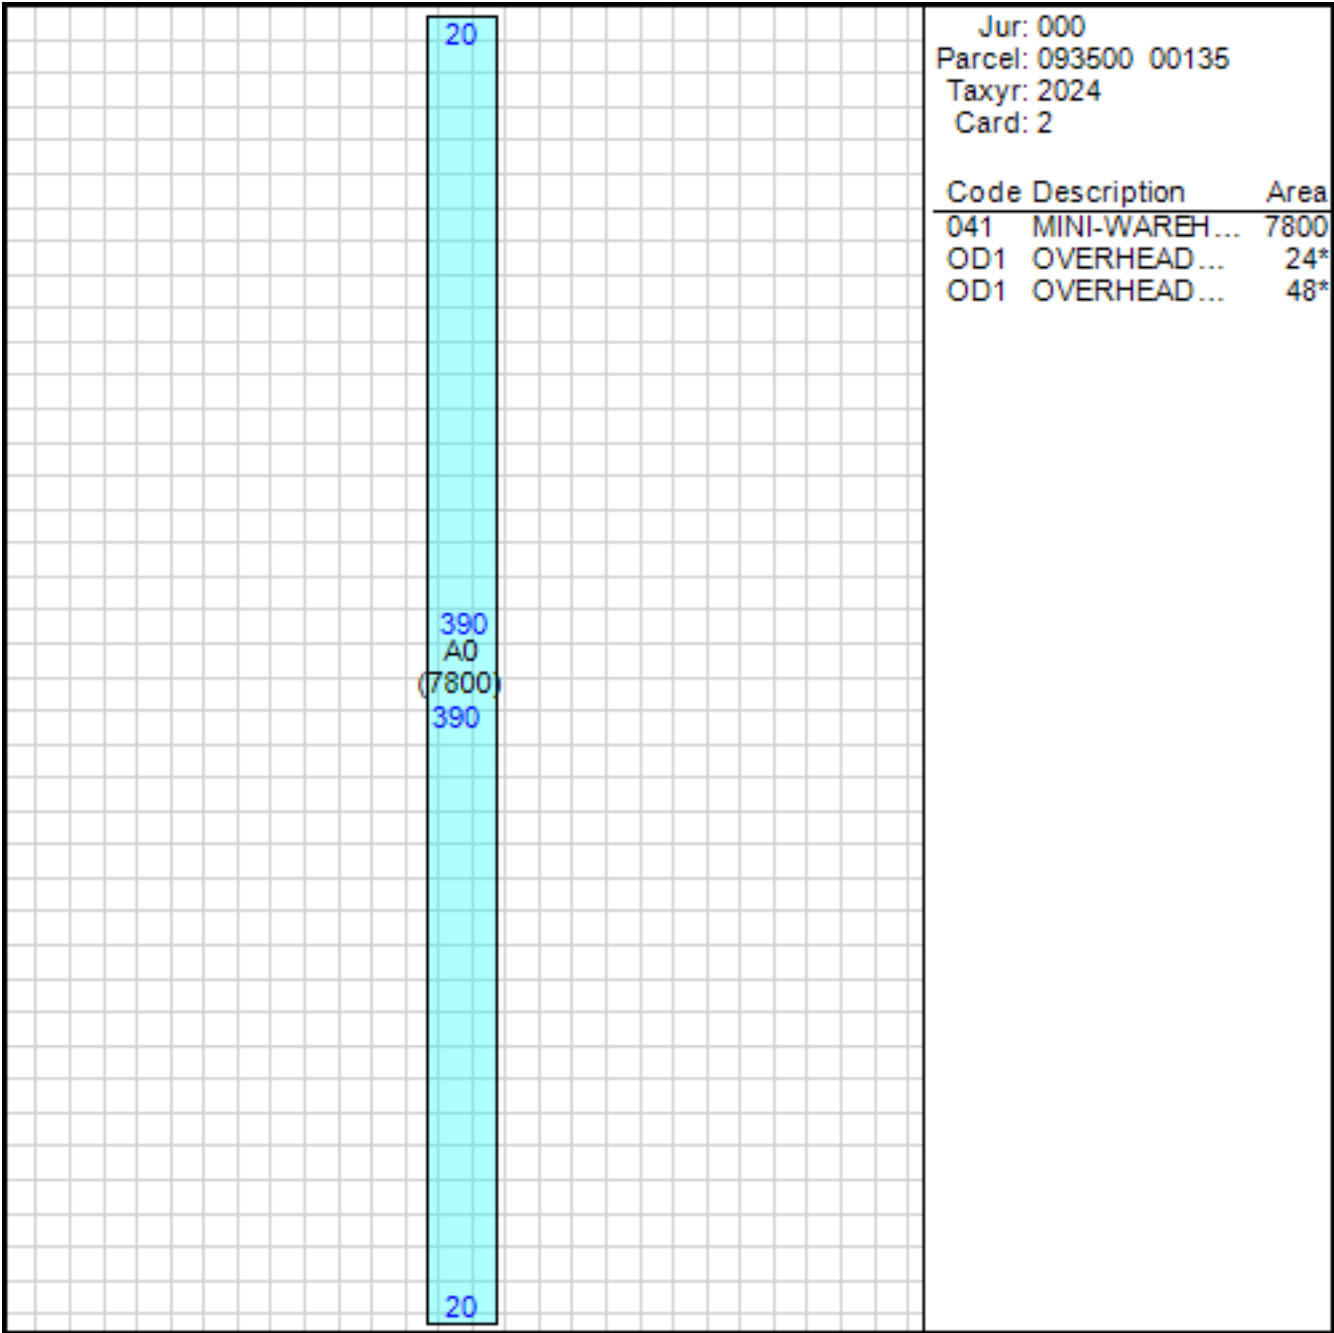 20
390
A0
(7800)
390
20
Jur: 000
Parcel: 093500 00135
Taxyr: 2024
Card: 2
Code Description Area
041 MINI-WAREH... 7800
OD1 OVERHEAD... 24*
OD1 OVERHEAD... 48*